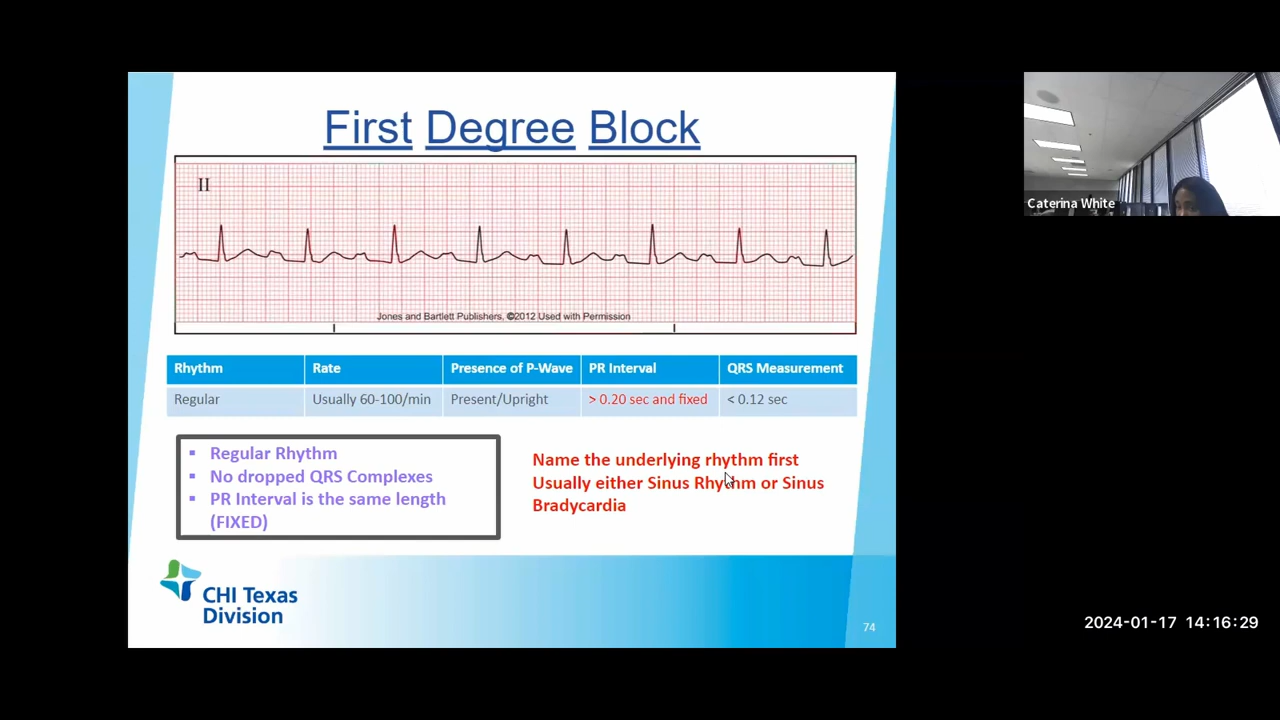 First Degree Block
II
Jones and Bartlett Publishers, ©2012 Used with Permission
Rhythm Rate Presence of P-Wave PR Interval QRS Measurement
Regular Usually 60-100/min Present/Upright > 0.20 sec and fixed < 0.12 sec
▪ Regular Rhythm
▪ No dropped QRS Complexes
▪ PR Interval is the same length
(FIXED)
Name the underlying rhythm first
Usually either Sinus Rhythm or Sinus
Bradycardia
CHI Texas
Division
74
Caterina White
2024-01-17 14:16:29